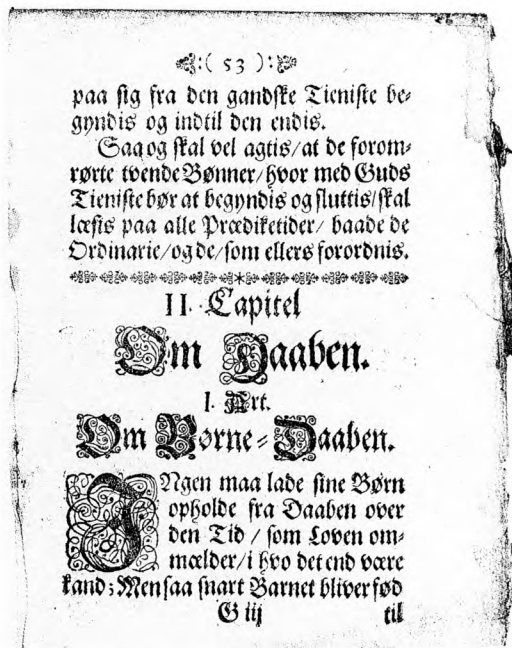 :( 53 ):
paa sig fra den gandske Tieniste be-
gyndis og indtil den endis.
Saa og skal vel agtis/ at de forom-
rørte tvende Bønner/ hvor med Guds
Tieniste bør at begyndis og sluttis/ skal
læsis paa alle Prædiketider/ baade de
Ordinarie/ og de/ som ellers forordnis.
II. Capitel
Om Daaben.
I. Art.
Om Børne-Daaben.
INgen maa lade sine Børn
opholde fra Daaben over
den Tid / som Loven om-
mælder/ i hvo det end være
kand; Men saa snart Barnet bliver fød
G iij til